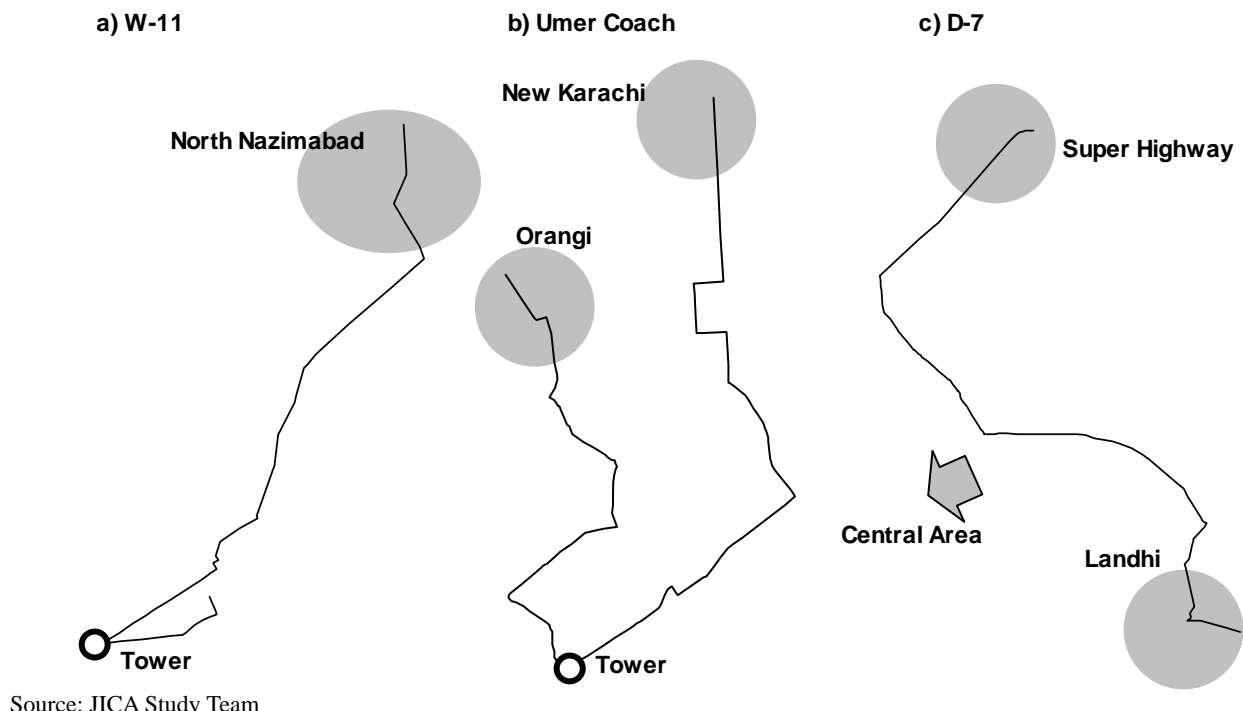 a) W-11
b) Umer Coach
c) D-7
North Nazimabad
New Karachi
Super Highway
Orangi
Central Area
Landhi
Tower
Tower
Source: JICA Study Team